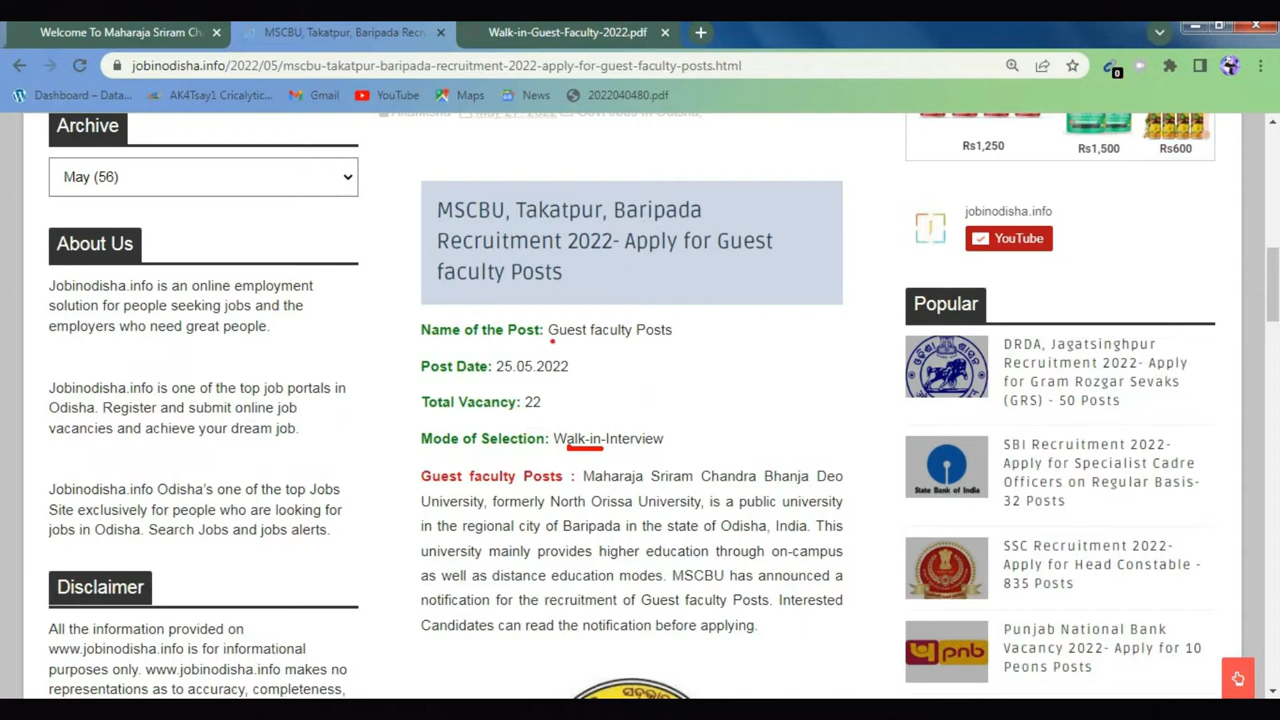 Welcome To Maharaja Sriram Ch
MSCBU, Takatpur, Baripada Recr
Walk-in-Guest-Faculty-2022.pdf
jobinodisha.info/2022/05/mscbu-takatpur-baripada-recruitment-2022-apply-for-guest-faculty-posts.html
0
Dashboard – Data...
AK4Tsay1 Cricalytic...
Gmail
YouTube
Maps
News
2022040480.pdf
Akanksha
May 27, 2022
Govt Jobs in Odisha,
Archive
May (56)
About Us
Jobinodisha.info is an online employment
solution for people seeking jobs and the
employers who need great people.
Jobinodisha.info is one of the top job portals in
Odisha. Register and submit online job
vacancies and achieve your dream job.
Jobinodisha.info Odisha's one of the top Jobs
Site exclusively for people who are looking for
jobs in Odisha. Search Jobs and jobs alerts.
Disclaimer
All the information provided on
www.jobinodisha.info is for informational
purposes only. www.jobinodisha.info makes no
representations as to accuracy, completeness,
MSCBU, Takatpur, Baripada
Recruitment 2022- Apply for Guest
faculty Posts
Name of the Post: Guest faculty Posts
Post Date: 25.05.2022
Total Vacancy: 22
Mode of Selection: Walk-in-Interview
Guest faculty Posts : Maharaja Sriram Chandra Bhanja Deo
University, formerly North Orissa University, is a public university
in the regional city of Baripada in the state of Odisha, India. This
university mainly provides higher education through on-campus
as well as distance education modes. MSCBU has announced a
notification for the recruitment of Guest faculty Posts. Interested
Candidates can read the notification before applying.
Rs1,250
Rs1,500
Rs600
jobinodisha.info
YouTube
Popular
DRDA, Jagatsinghpur
Recruitment 2022- Apply
for Gram Rozgar Sevaks
(GRS) - 50 Posts
SBI Recruitment 2022-
Apply for Specialist Cadre
Officers on Regular Basis-
32 Posts
State Bank of India
SSC Recruitment 2022-
Apply for Head Constable -
835 Posts
Punjab National Bank
Vacancy 2022- Apply for 10
Peons Posts
pnb